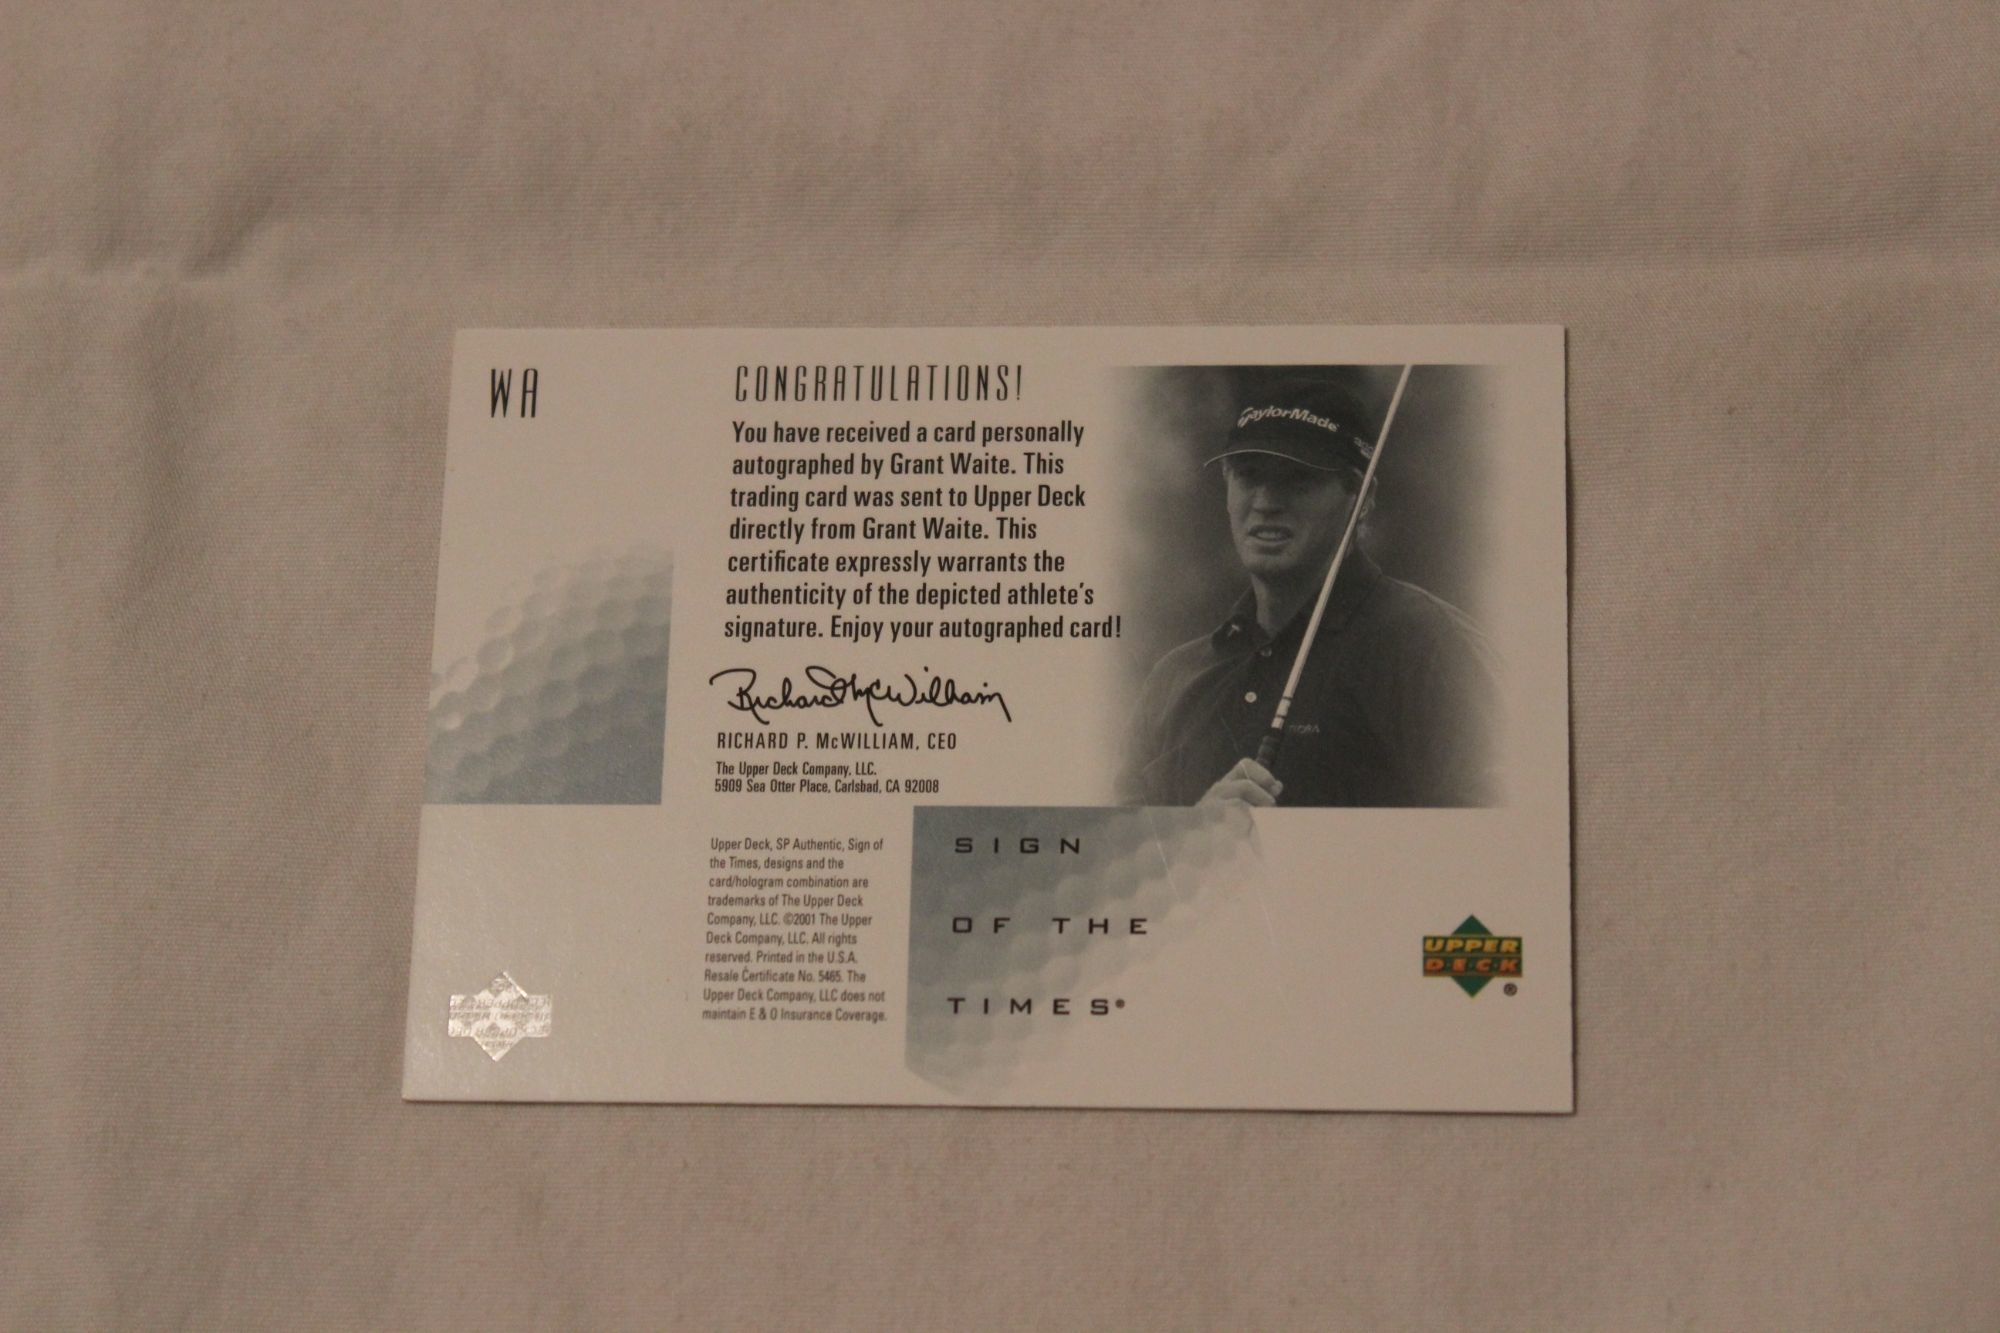 WA
CONGRATULATIONS!
You have received a card personally
autographed by Grant Waite. This
trading card was sent to Upper Deck
directly from Grant Waite. This
certificate expressly warrants the
authenticity of the depicted athlete's
signature. Enjoy your autographed card!
Richard McWilliam
RICHARD P. McWILLIAM, CEO
The Upper Deck Company, LLC.
5909 Sea Otter Place, Carlsbad, CA 92008
TaylorMade
Upper Deck, SP Authentic, Sign of
the Times, designs and the
card/hologram combination are
trademarks of The Upper Deck
Company, LLC. ©2001 The Upper
Deck Company, LLC. All rights
reserved. Printed in the U.S.A.
Resale Certificate No. 5465. The
Upper Deck Company, LLC does not
maintain E & O Insurance Coverage.
SIGN
OF THE
TIMES®
UPPER
D·E·C·K
®